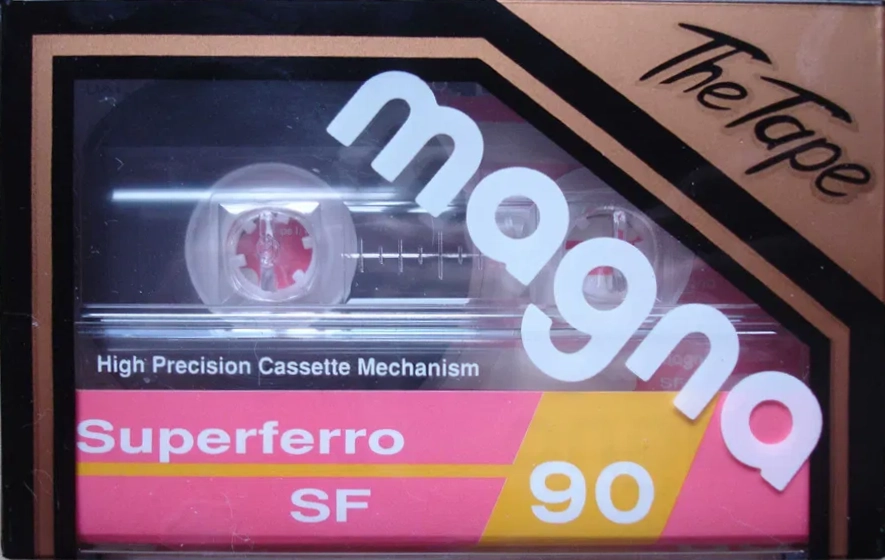 The Tape
magna
High Precision Cassette Mechanism
Superferro
SF
90